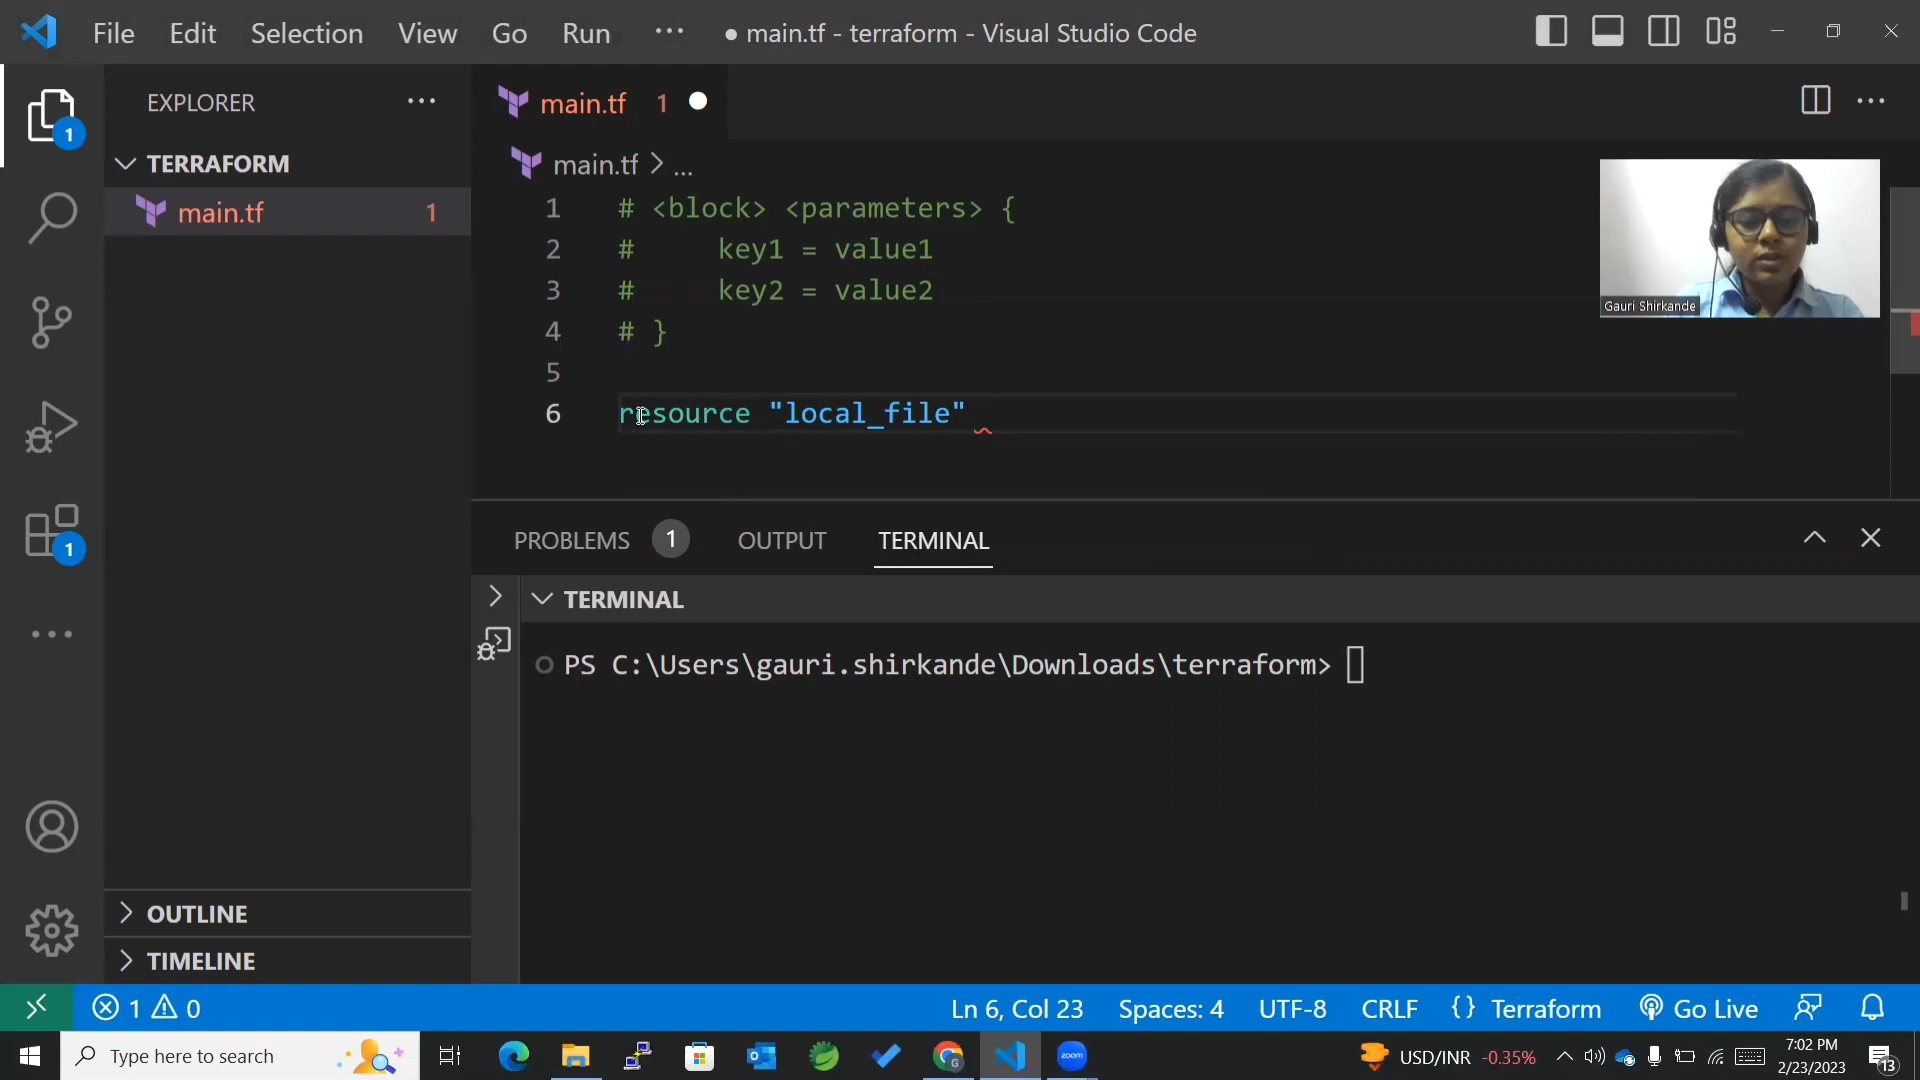 File Edit Selection View Go Run ··· ● main.tf - terraform - Visual Studio Code
EXPLORER ···
main.tf 1
1
TERRAFORM
main.tf > ...
main.tf 1
1 # <block> <parameters> {
2 # key1 = value1
3 # key2 = value2
4 # }
5
6 resource "local_file"
Gauri Shirkande
PROBLEMS 1 OUTPUT TERMINAL
1
TERMINAL
PS C:\Users\gauri.shirkande\Downloads\terraform>
OUTLINE
TIMELINE
1 0 Ln 6, Col 23 Spaces: 4 UTF-8 CRLF {} Terraform Go Live
Type here to search zoom USD/INR -0.35% 7:02 PM
2/23/2023 13